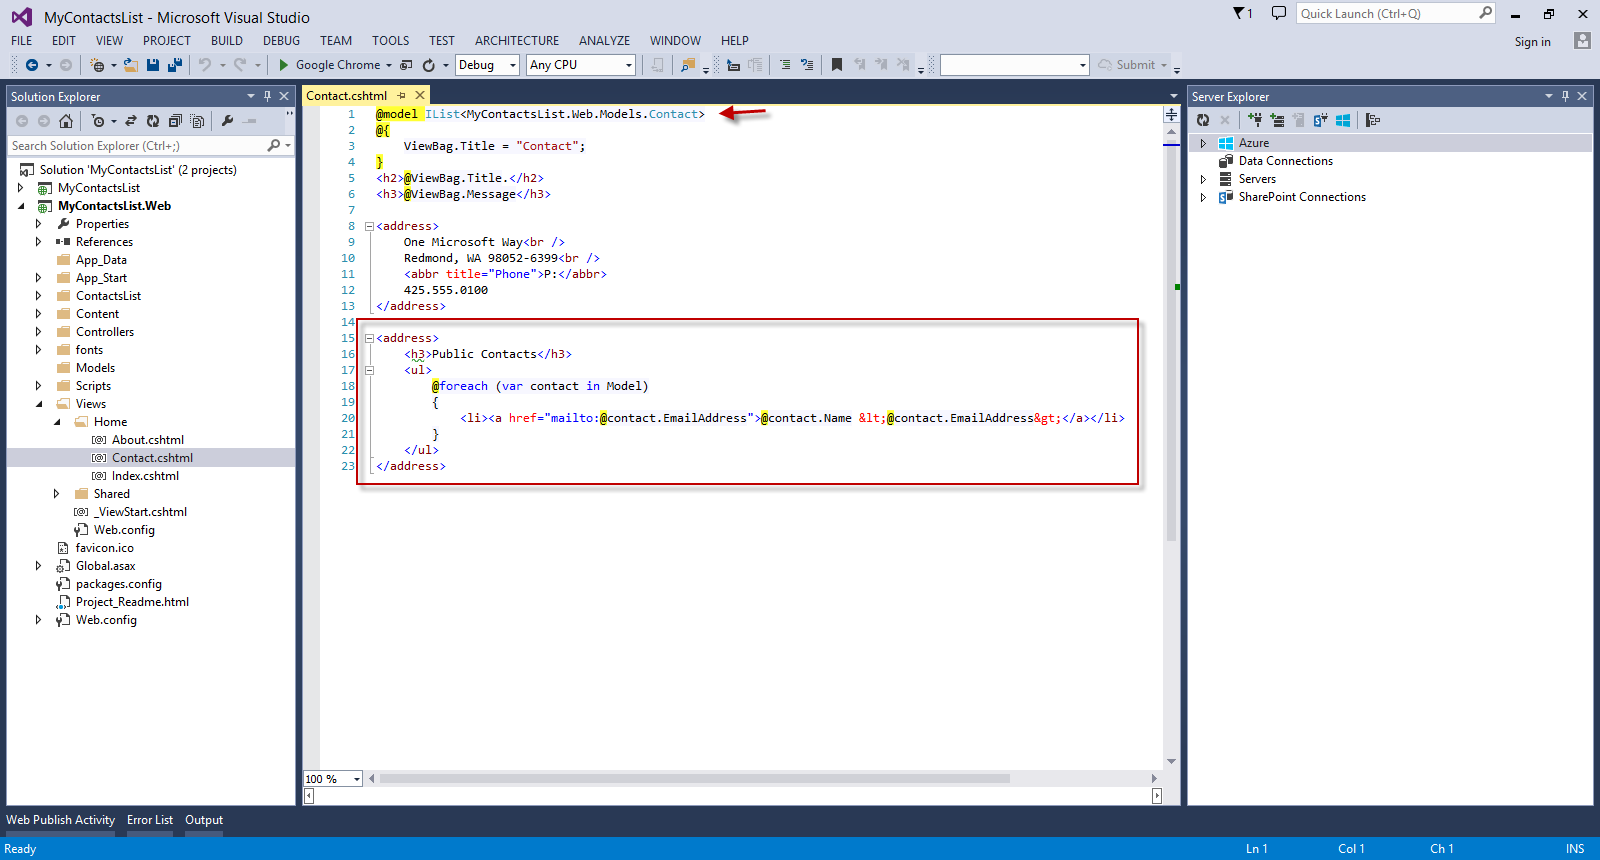 MyContactsList - Microsoft Visual Studio
1
Quick Launch (Ctrl+Q)
FILE EDIT VIEW PROJECT BUILD DEBUG TEAM TOOLS TEST ARCHITECTURE ANALYZE WINDOW HELP
Sign in
Google Chrome Debug Any CPU Submit
Solution Explorer
Search Solution Explorer (Ctrl+;)
Solution 'MyContactsList' (2 projects)
MyContactsList
MyContactsList.Web
Properties
References
App_Data
App_Start
ContactsList
Content
Controllers
fonts
Models
Scripts
Views
Home
About.cshtml
Contact.cshtml
Index.cshtml
Shared
_ViewStart.cshtml
Web.config
favicon.ico
Global.asax
packages.config
Project_Readme.html
Web.config
Contact.cshtml
1 @model IList<MyContactsList.Web.Models.Contact>
2 @{
3 ViewBag.Title = "Contact";
4 }
5 <h2>@ViewBag.Title.</h2>
6 <h3>@ViewBag.Message</h3>
7
8 <address>
9 One Microsoft Way<br />
10 Redmond, WA 98052-6399<br />
11 <abbr title="Phone">P:</abbr>
12 425.555.0100
13 </address>
14
15 <address>
16 <h3>Public Contacts</h3>
17 <ul>
18 @foreach (var contact in Model)
19 {
20 <li><a href="mailto:@contact.EmailAddress">@contact.Name &lt;@contact.EmailAddress&gt;</a></li>
21 }
22 </ul>
23 </address>
100 %
Server Explorer
Azure
Data Connections
Servers
SharePoint Connections
Web Publish Activity Error List Output
Ready Ln 1 Col 1 Ch 1 INS